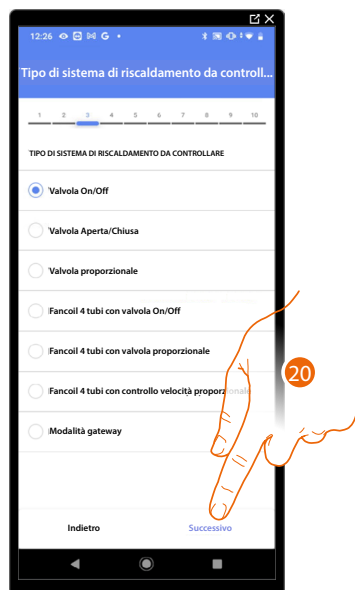 12:26 G
Tipo di sistema di riscaldamento da controll...
1 2 3 4 5 6 7 8 9 10
TIPO DI SISTEMA DI RISCALDAMENTO DA CONTROLLARE
Valvola On/Off
Valvola Aperta/Chiusa
Valvola proporzionale
Fancoil 4 tubi con valvola On/Off
Fancoil 4 tubi con valvola proporzionale
Fancoil 4 tubi con controllo velocità proporzionale
Modalità gateway
20
Indietro Successivo